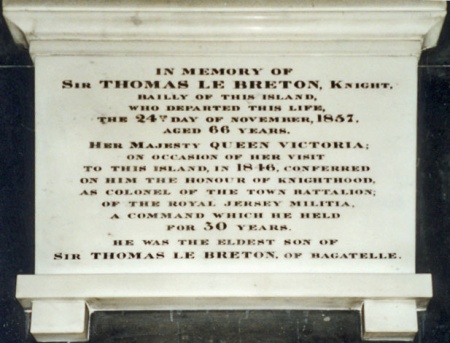 IN MEMORY OF
SIR THOMAS LE BRETON, KNIGHT,
BAILLY OF THIS ISLAND,
WHO DEPARTED THIS LIFE,
THE 24TH DAY OF NOVEMBER, 1857.
AGED 66 YEARS.
HER MAJESTY QUEEN VICTORIA;
ON OCCASION OF HER VISIT
TO THIS ISLAND, IN 1846, CONFERRED
ON HIM THE HONOUR OF KNIGHTHOOD,
AS COLONEL OF THE TOWN BATTALION;
OF THE ROYAL JERSEY MILITIA,
A COMMAND WHICH HE HELD
FOR 30 YEARS.
HE WAS THE ELDEST SON OF
SIR THOMAS LE BRETON, OF BAGATELLE.